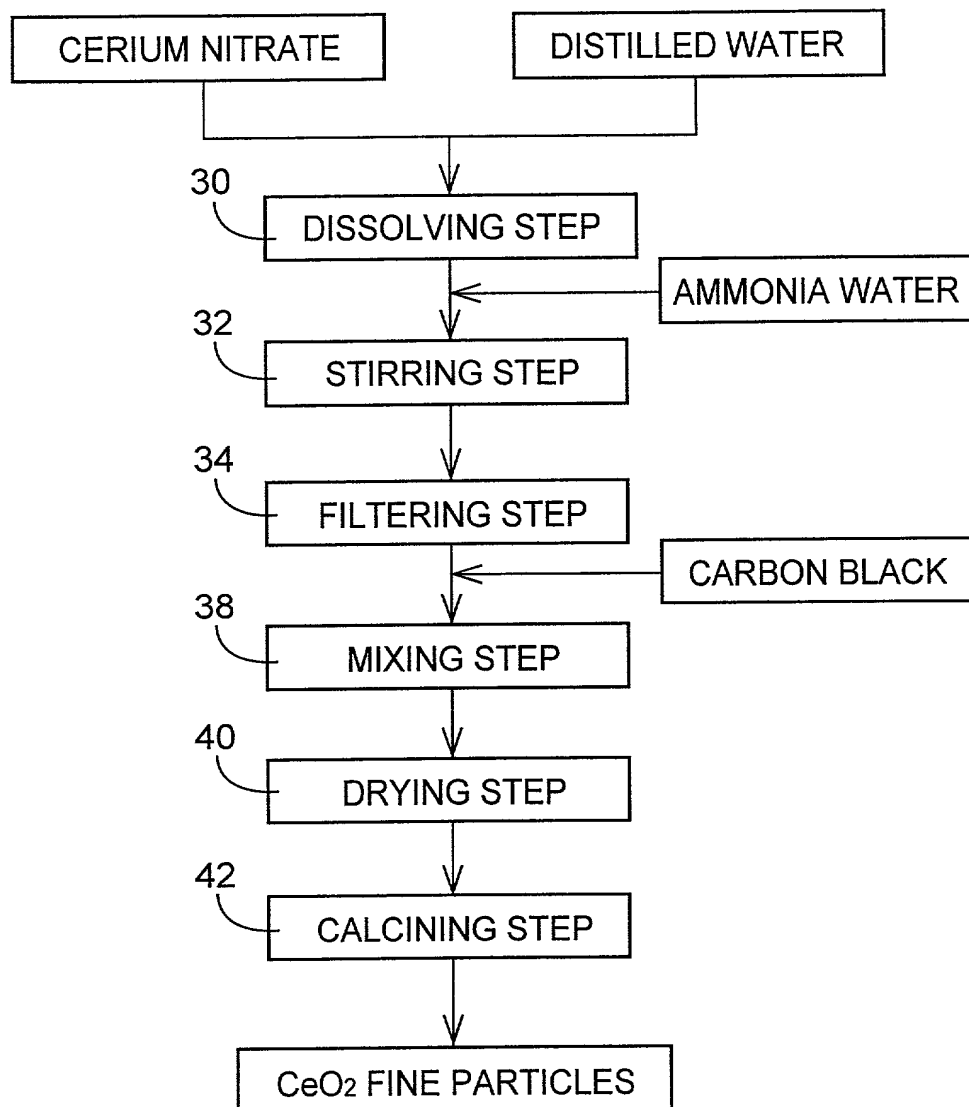 CERIUM NITRATE
DISTILLED WATER
30
DISSOLVING STEP
AMMONIA WATER
32
STIRRING STEP
34
FILTERING STEP
CARBON BLACK
38
MIXING STEP
40
DRYING STEP
42
CALCINING STEP
CeO2 FINE PARTICLES